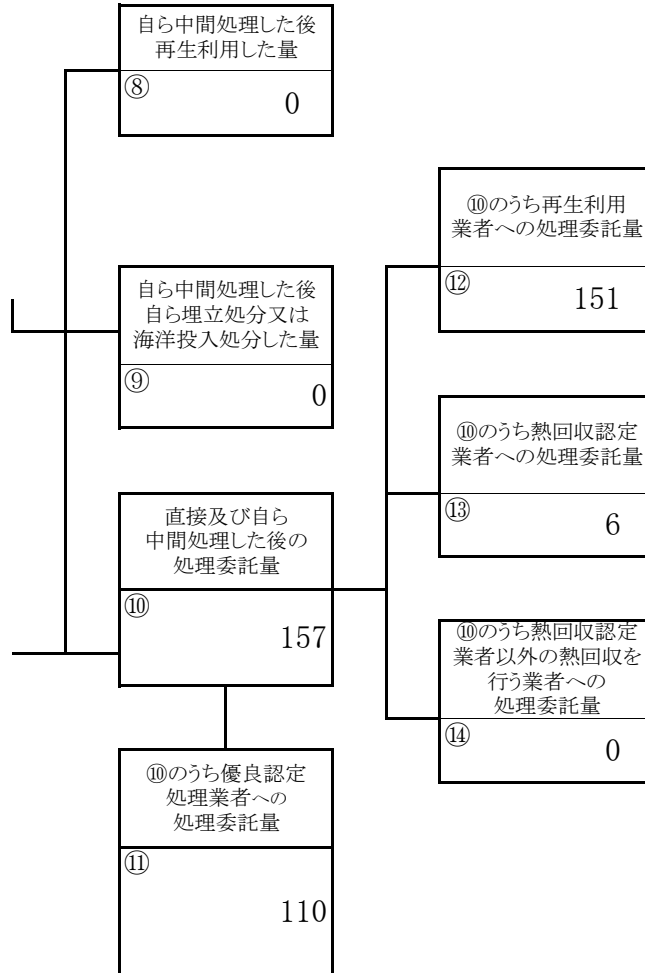 自ら中間処理した後
再生利用した量
⑧
0
自ら中間処理した後
自ら埋立処分又は
海洋投入処分した量
⑨
0
直接及び自ら
中間処理した後の
処理委託量
⑩
157
⑩のうち優良認定
処理業者への
処理委託量
⑪
110
⑩のうち再生利用
業者への処理委託量
⑫
151
⑩のうち熱回収認定
業者への処理委託量
⑬
6
⑩のうち熱回収認定
業者以外の熱回収を
行う業者への
処理委託量
⑭
0